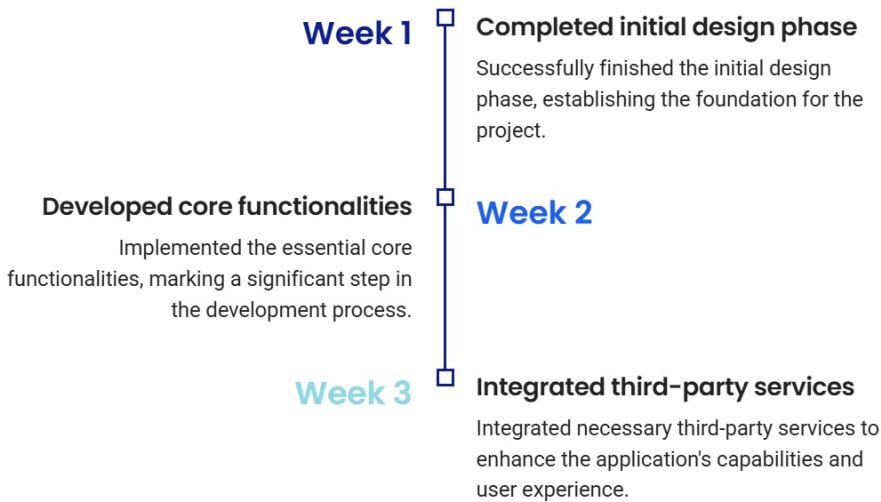 Week 1
Completed initial design phase
Successfully finished the initial design
phase, establishing the foundation for the
project.
Week 2
Developed core functionalities
Implemented the essential core
functionalities, marking a significant step in
the development process.
Week 3
Integrated third-party services
Integrated necessary third-party services to
enhance the application's capabilities and
user experience.